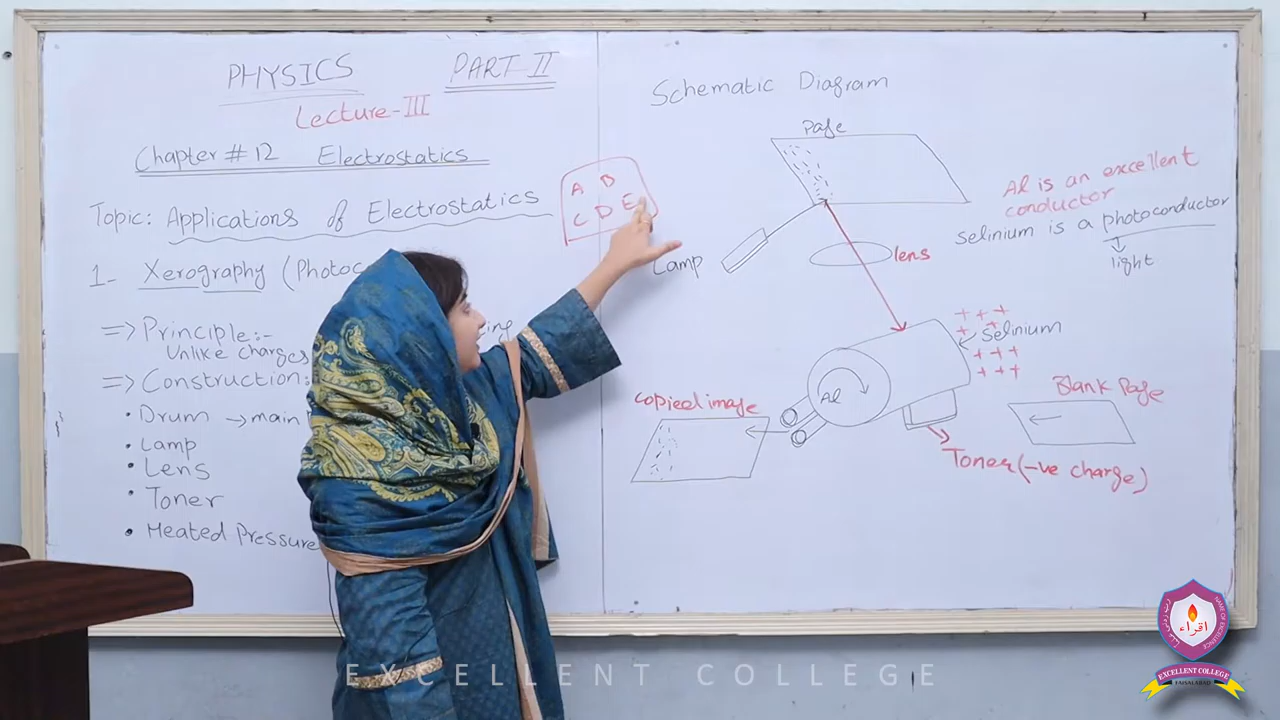 PHYSICS PART-II
Lecture-III
Chapter # 12 Electrostatics
Topic: Applications of Electrostatics
1- Xerography (Photoc
=> Principle:-
Unlike charges
=> Construction:
• Drum → main
• Lamp
• Lens
• Toner
• Heated Pressure
A B
C D E
Schematic Diagram
Page
Lamp
lens
Al is an excellent
conductor
Selinium is a photoconductor
light
+ + +
+ +
Selinium
+ + +
+ + +
Al
Copied image
Blank Page
Toner (-ve charge)
EXCELLENT COLLEGE
اقراء
EXCELLENT COLLEGE
FAISALABAD